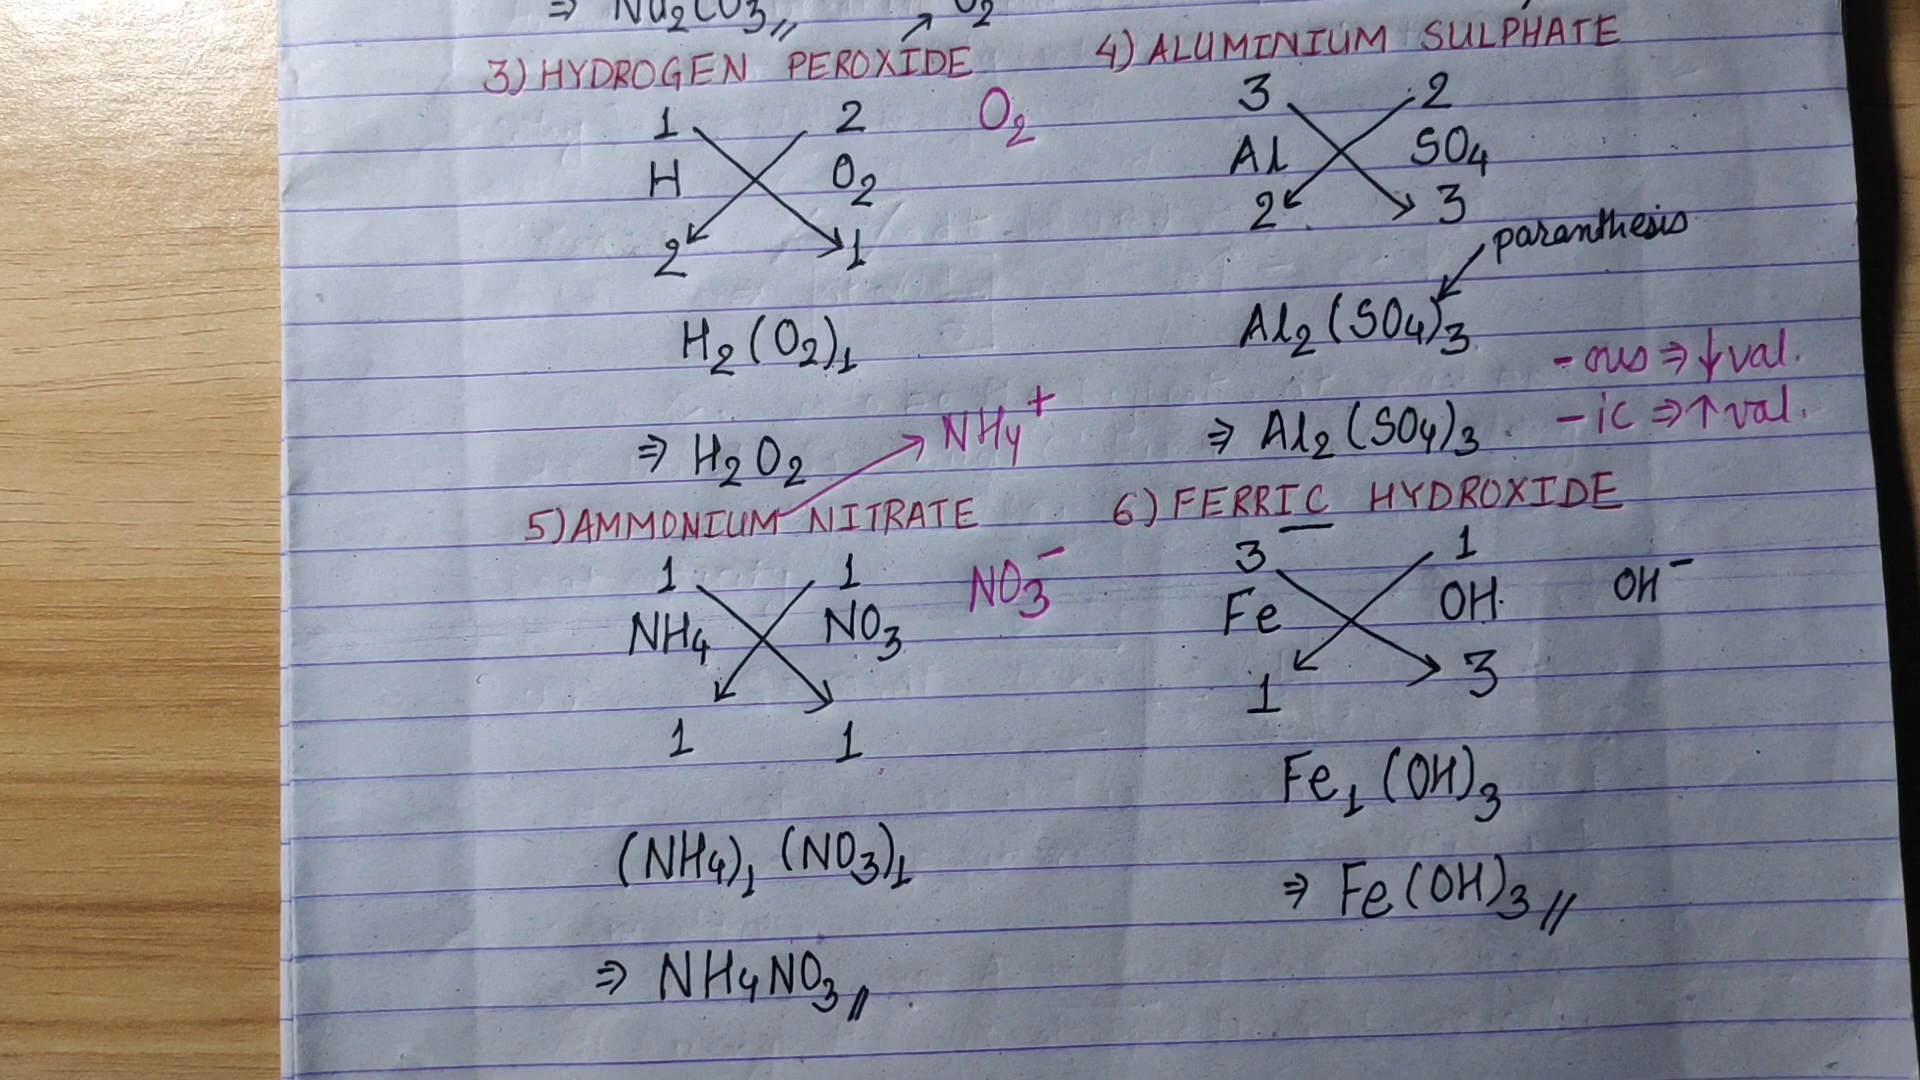 ⇒ Na₂CO₃//
O₂
3) HYDROGEN PEROXIDE
1 2
H O₂
2 1
O₂
H₂(O₂)₁
⇒ H₂O₂
4) ALUMINIUM SULPHATE
3 2
Al SO₄
2 3
paranthesis
Al₂(SO₄)₃
⇒ Al₂(SO₄)₃
-ous ⇒ ↓ val.
-ic ⇒ ↑ val.
5) AMMONIUM NITRATE
NH₄⁺
1 1
NH₄ NO₃
1 1
NO₃⁻
(NH₄)₁ (NO₃)₁
⇒ NH₄NO₃//
6) FERRIC HYDROXIDE
3 1
Fe OH
1 3
OH⁻
Fe₁(OH)₃
⇒ Fe(OH)₃//